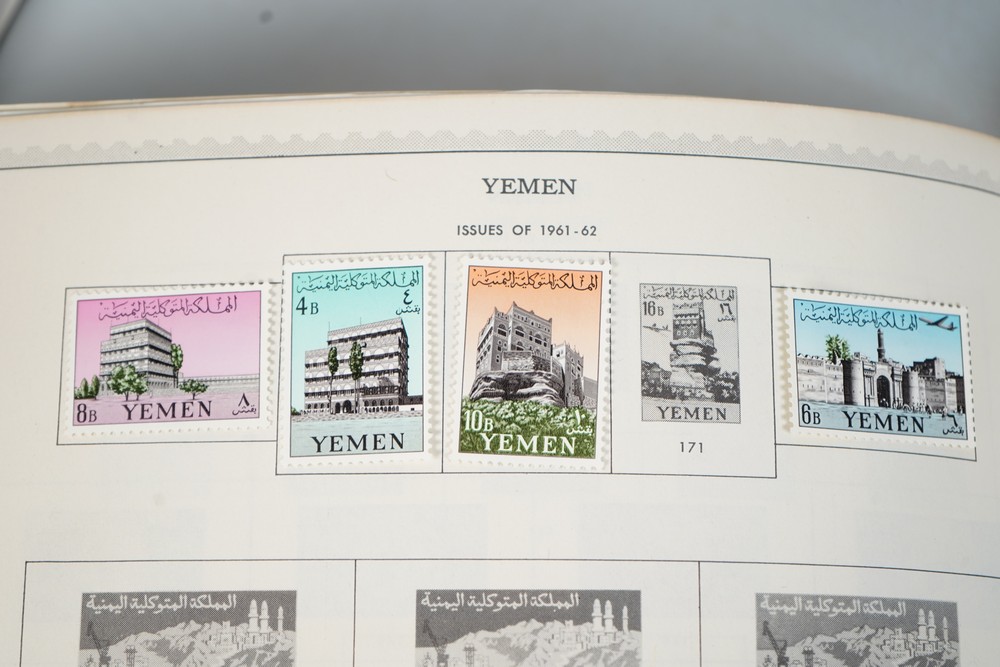 YEMEN
ISSUES OF 1961-62
المملكة المتوكلية اليمنية
8B YEMEN ٨ بقش
المملكة المتوكلية اليمنية
4B ٤ بقش
YEMEN
المملكة المتوكلية اليمنية
10B ١٠ بقش
YEMEN
المملكة المتوكلية اليمنية
16B ١٦ بقش
YEMEN
171
المملكة المتوكلية اليمنية
6B YEMEN ٦ بقش
المملكة المتوكلية اليمنية
المملكة المتوكلية اليمنية
المملكة المتوكلية اليمنية